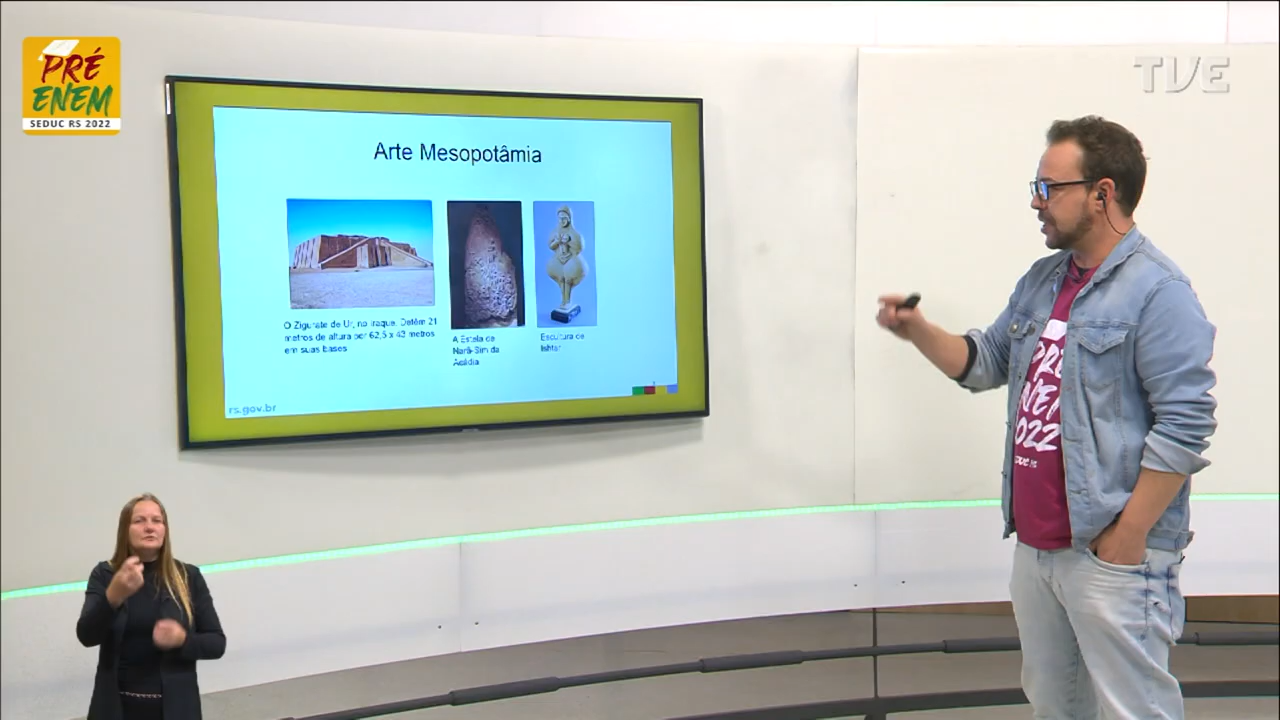 PRÉ
ENEM
SEDUC RS 2022
TVE
Arte Mesopotâmia
O Zigurate de Ur, no Iraque. Detêm 21
metros de altura por 62,5 x 43 metros
em suas bases
A Estela de
Narã-Sim da
Acádia
Escultura de
Ishtar
rs.gov.br
PRÉ
ENEM
2022